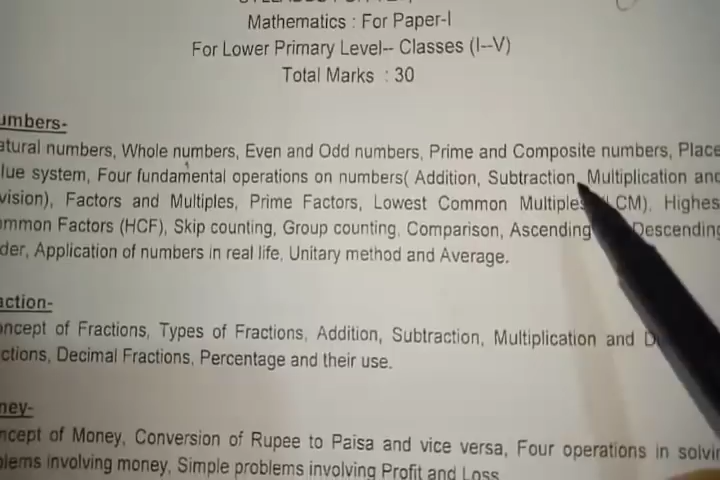 Mathematics : For Paper-I
For Lower Primary Level-- Classes (I--V)
Total Marks : 30
umbers-
atural numbers, Whole numbers, Even and Odd numbers, Prime and Composite numbers, Place
lue system, Four fundamental operations on numbers( Addition, Subtraction, Multiplication and
vision), Factors and Multiples, Prime Factors, Lowest Common Multiples (LCM), Highes
ommon Factors (HCF), Skip counting, Group counting, Comparison, Ascending Descending
der, Application of numbers in real life, Unitary method and Average.
action-
oncept of Fractions, Types of Fractions, Addition, Subtraction, Multiplication and D
ctions, Decimal Fractions, Percentage and their use.
ney-
ncept of Money, Conversion of Rupee to Paisa and vice versa, Four operations in solvin
blems involving money, Simple problems involving Profit and Loss